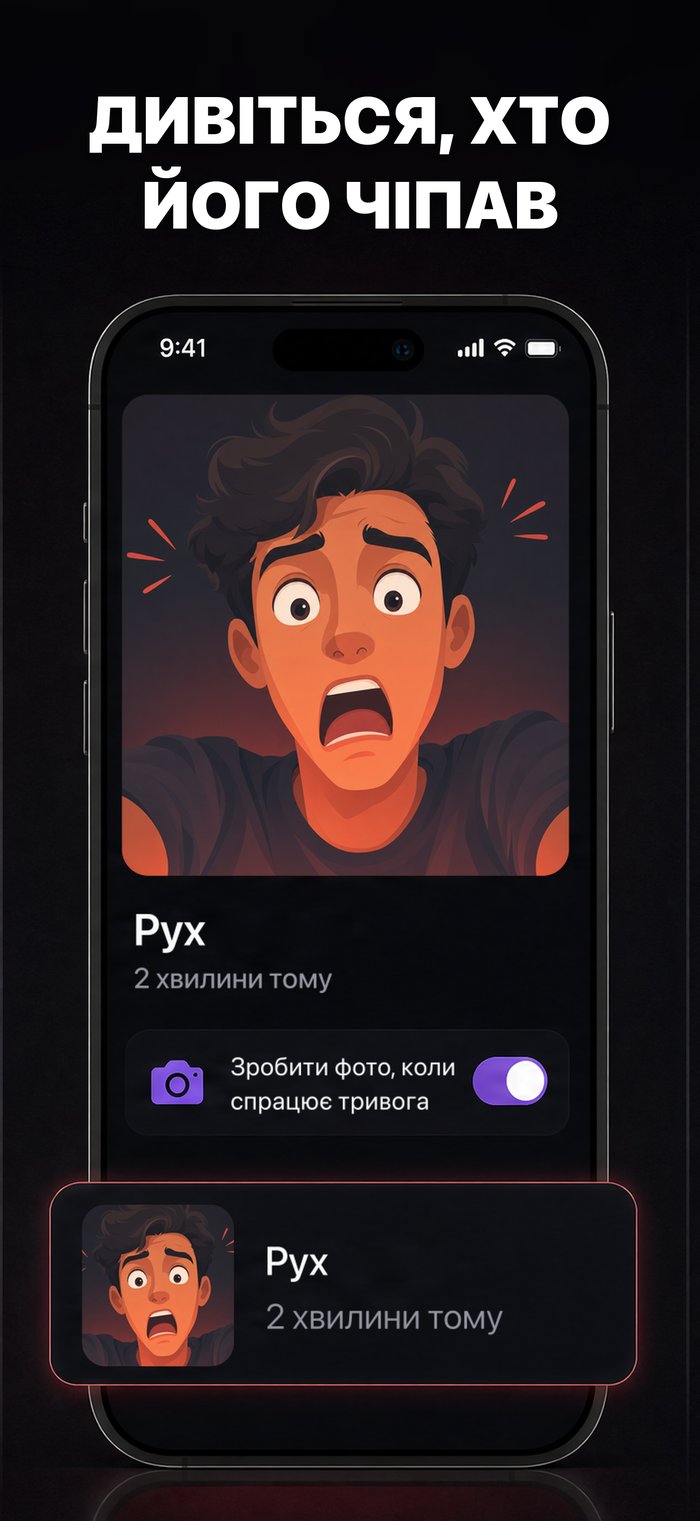 ДИВІТЬСЯ, ХТО
ЙОГО ЧІПАВ
9:41
Рух
2 хвилини тому
Зробити фото, коли
спрацює тривога
Рух
2 хвилини тому